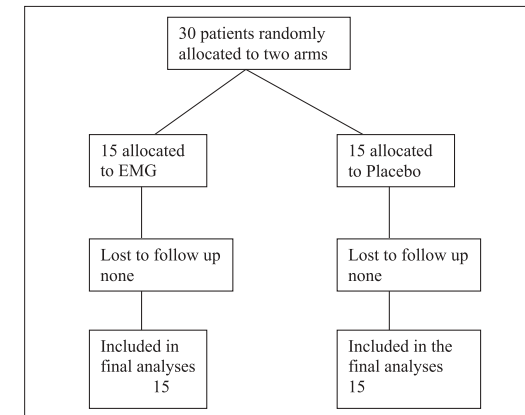 30 patients randomly
allocated to two arms
15 allocated
to EMG
15 allocated
to Placebo
Lost to follow up
none
Lost to follow up
none
Included in
final analyses
15
Included in the
final analyses
15